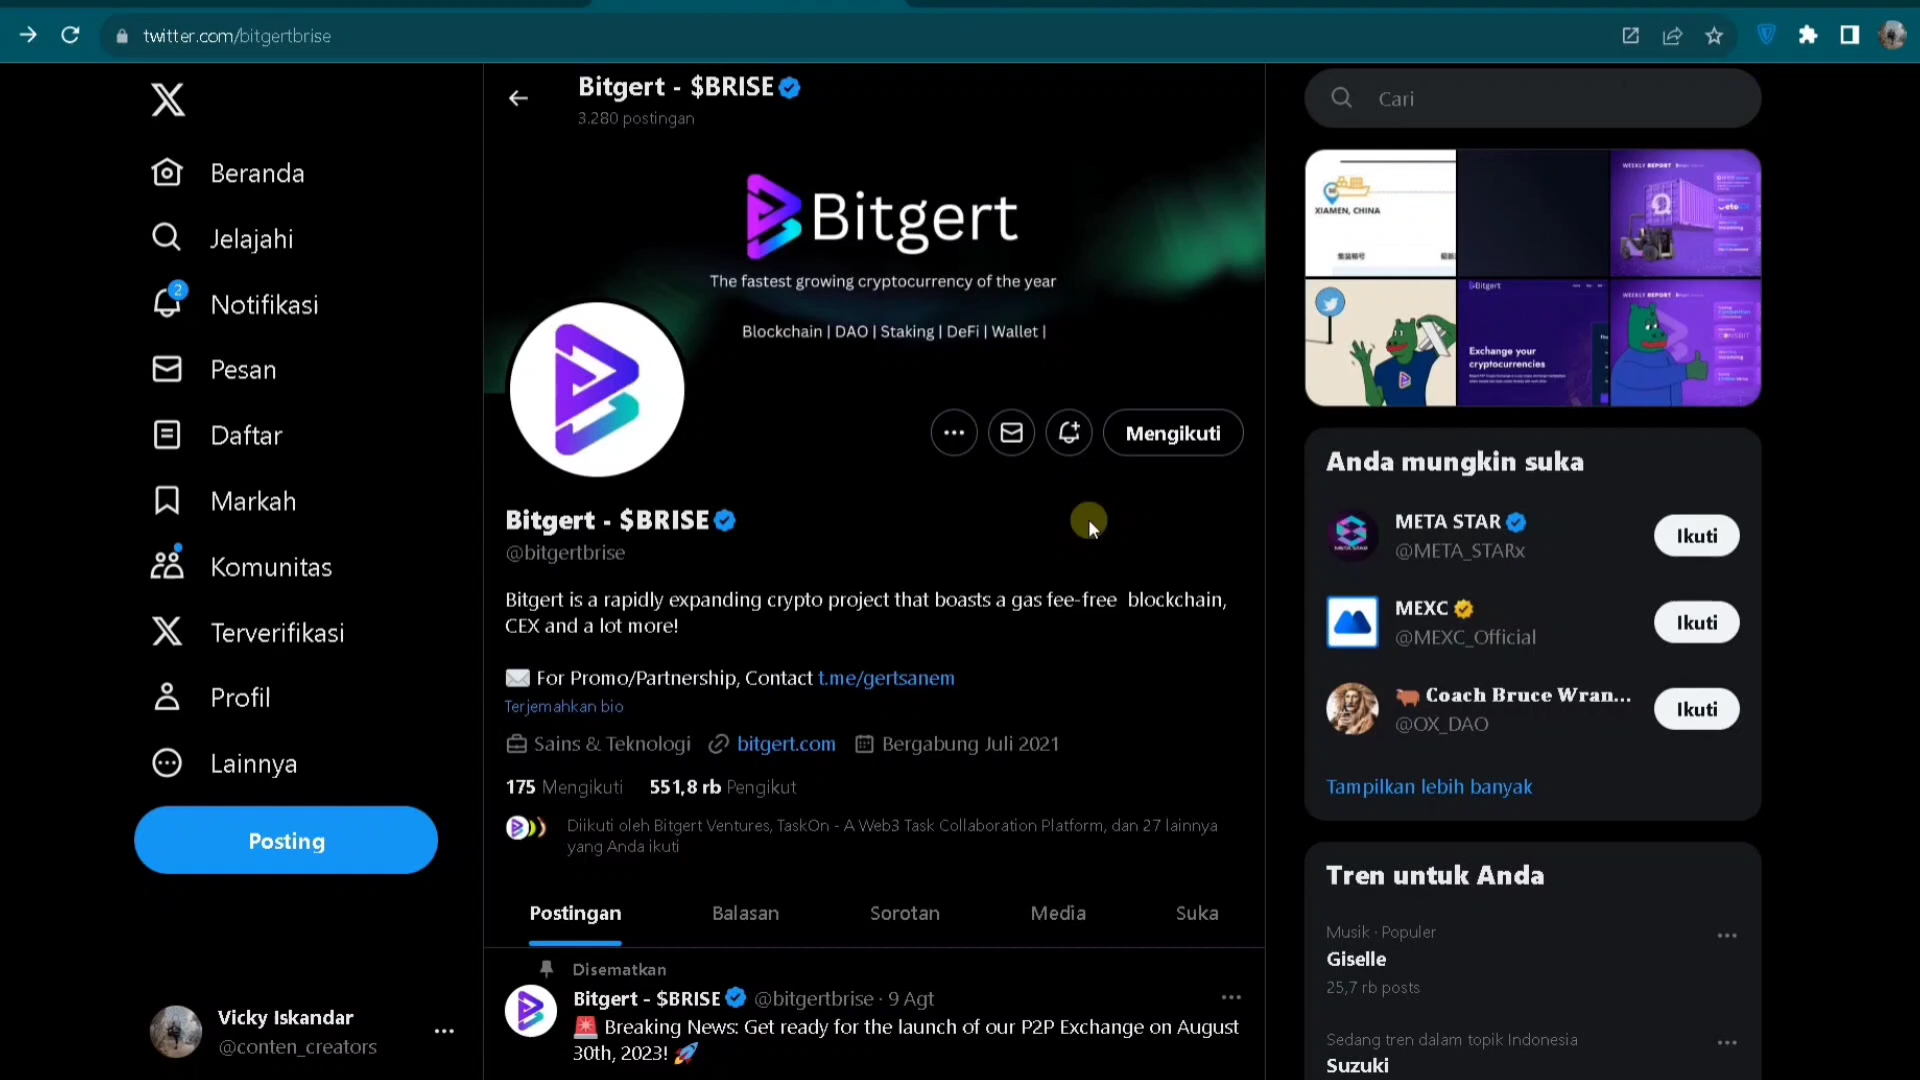 twitter.com/bitgertbrise
Bitgert - $BRISE
3.280 postingan
Cari
Beranda
Jelajahi
2
Notifikasi
Pesan
Daftar
Markah
Komunitas
Terverifikasi
Profil
Lainnya
Posting
Vicky Iskandar
@conten_creators
Bitgert
The fastest growing cryptocurrency of the year
Blockchain | DAO | Staking | DeFi | Wallet |
Mengikuti
Bitgert - $BRISE
@bitgertbrise
Bitgert is a rapidly expanding crypto project that boasts a gas fee-free blockchain,
CEX and a lot more!
✉️ For Promo/Partnership, Contact t.me/gertsanem
Terjemahkan bio
Sains & Teknologi bitgert.com Bergabung Juli 2021
175 Mengikuti 551,8 rb Pengikut
Diikuti oleh Bitgert Ventures, TaskOn - A Web3 Task Collaboration Platform, dan 27 lainnya
yang Anda ikuti
Postingan Balasan Sorotan Media Suka
Disematkan
Bitgert - $BRISE @bitgertbrise · 9 Agt
🚨 Breaking News: Get ready for the launch of our P2P Exchange on August
30th, 2023! 🚀
XIAMEN, CHINA
WEEKLY REPORT
Bitgert
Exchange your
cryptocurrencies
WEEKLY REPORT
Anda mungkin suka
META STAR
@META_STARx
Ikuti
MEXC
@MEXC_Official
Ikuti
🐂 Coach Bruce Wran...
@OX_DAO
Ikuti
Tampilkan lebih banyak
Tren untuk Anda
Musik · Populer
Giselle
25,7 rb posts
Sedang tren dalam topik Indonesia
Suzuki